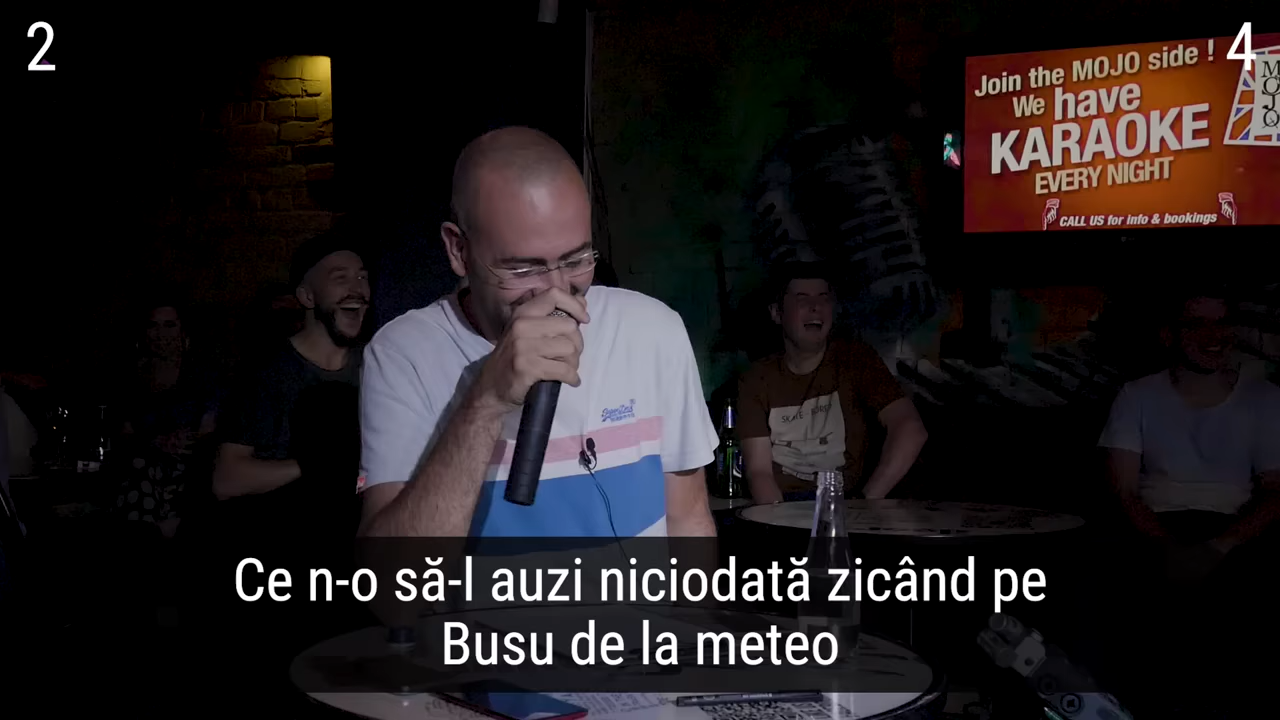 2
4
Join the MOJO side !
We have
KARAOKE
EVERY NIGHT
CALL US for info & bookings
MOJO
Ce n-o să-l auzi niciodată zicând pe
Busu de la meteo